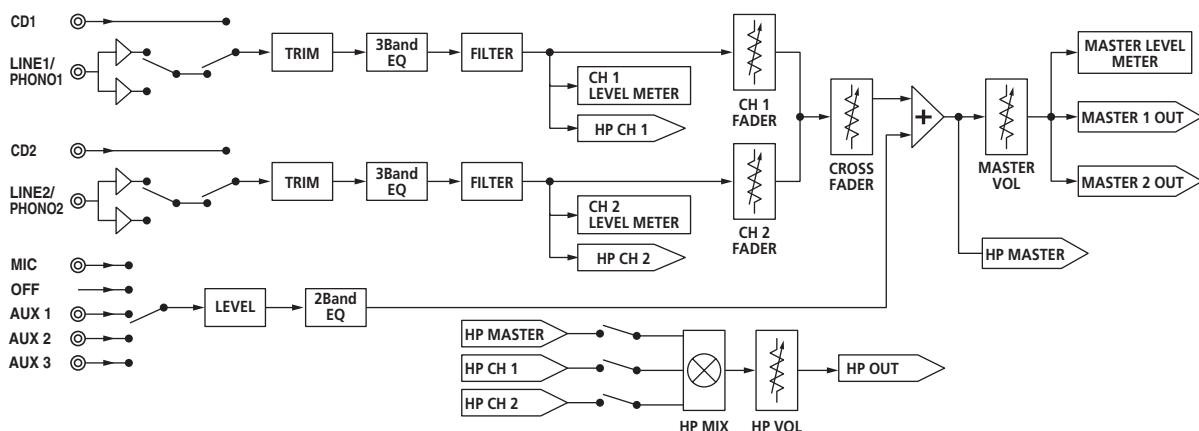 CD1
LINE1/
PHONO1
TRIM
3Band
EQ
FILTER
CH 1
LEVEL METER
HP CH 1
CH 1
FADER
CD2
LINE2/
PHONO2
TRIM
3Band
EQ
FILTER
CH 2
LEVEL METER
HP CH 2
CH 2
FADER
CROSS
FADER
+
MASTER
VOL
MASTER LEVEL
METER
MASTER 1 OUT
MASTER 2 OUT
HP MASTER
MIC
OFF
AUX 1
AUX 2
AUX 3
LEVEL
2Band
EQ
HP MASTER
HP CH 1
HP CH 2
HP MIX
HP VOL
HP OUT